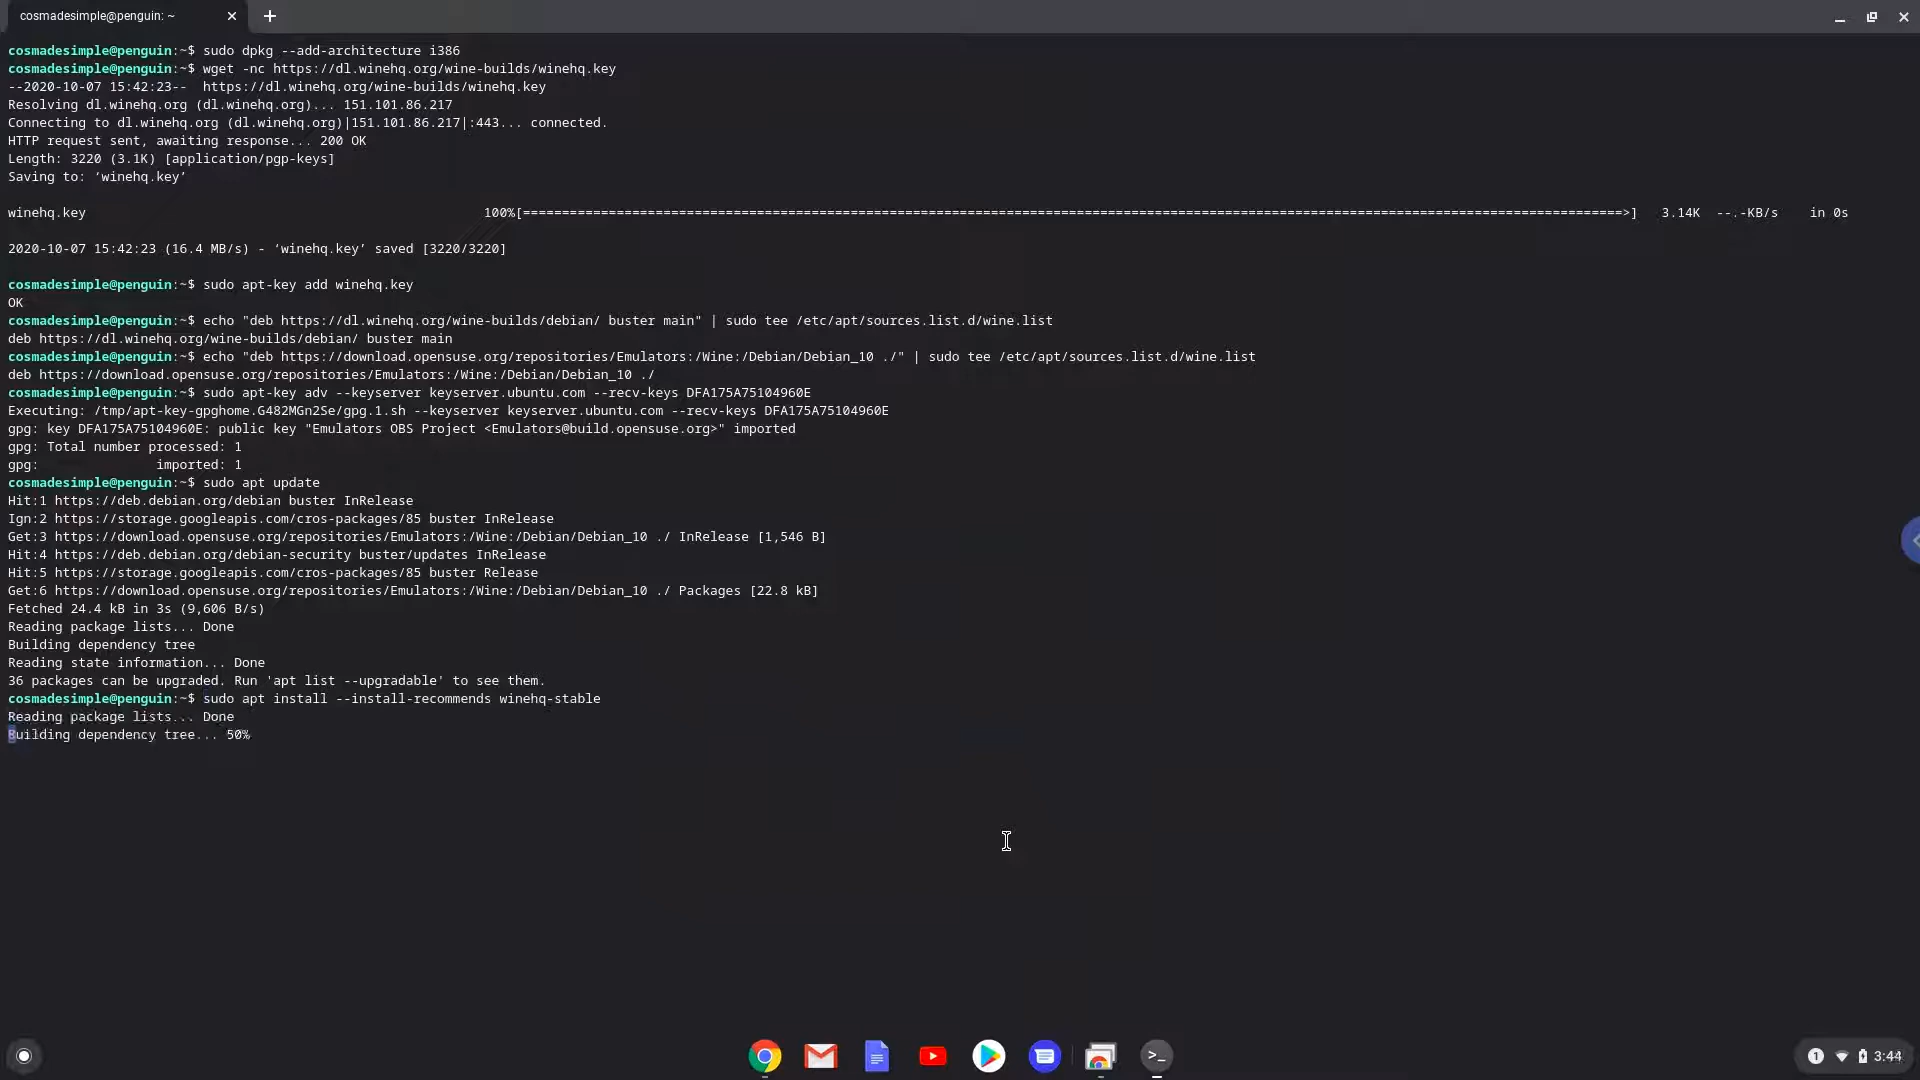 cosmadesimple@penguin: ~
cosmadesimple@penguin:~$ sudo dpkg --add-architecture i386
cosmadesimple@penguin:~$ wget -nc https://dl.winehq.org/wine-builds/winehq.key
--2020-10-07 15:42:23--  https://dl.winehq.org/wine-builds/winehq.key
Resolving dl.winehq.org (dl.winehq.org)... 151.101.86.217
Connecting to dl.winehq.org (dl.winehq.org)|151.101.86.217|:443... connected.
HTTP request sent, awaiting response... 200 OK
Length: 3220 (3.1K) [application/pgp-keys]
Saving to: ‘winehq.key’
winehq.key 100%[=============================================================================================================================================>] 3.14K --.-KB/s in 0s
2020-10-07 15:42:23 (16.4 MB/s) - ‘winehq.key’ saved [3220/3220]
cosmadesimple@penguin:~$ sudo apt-key add winehq.key
OK
cosmadesimple@penguin:~$ echo "deb https://dl.winehq.org/wine-builds/debian/ buster main" | sudo tee /etc/apt/sources.list.d/wine.list
deb https://dl.winehq.org/wine-builds/debian/ buster main
cosmadesimple@penguin:~$ echo "deb https://download.opensuse.org/repositories/Emulators:/Wine:/Debian/Debian_10 ./" | sudo tee /etc/apt/sources.list.d/wine.list
deb https://download.opensuse.org/repositories/Emulators:/Wine:/Debian/Debian_10 ./
cosmadesimple@penguin:~$ sudo apt-key adv --keyserver keyserver.ubuntu.com --recv-keys DFA175A75104960E
Executing: /tmp/apt-key-gpghome.G482MGn2Se/gpg.1.sh --keyserver keyserver.ubuntu.com --recv-keys DFA175A75104960E
gpg: key DFA175A75104960E: public key "Emulators OBS Project <Emulators@build.opensuse.org>" imported
gpg: Total number processed: 1
gpg:               imported: 1
cosmadesimple@penguin:~$ sudo apt update
Hit:1 https://deb.debian.org/debian buster InRelease
Ign:2 https://storage.googleapis.com/cros-packages/85 buster InRelease
Get:3 https://download.opensuse.org/repositories/Emulators:/Wine:/Debian/Debian_10 ./ InRelease [1,546 B]
Hit:4 https://deb.debian.org/debian-security buster/updates InRelease
Hit:5 https://storage.googleapis.com/cros-packages/85 buster Release
Get:6 https://download.opensuse.org/repositories/Emulators:/Wine:/Debian/Debian_10 ./ Packages [22.8 kB]
Fetched 24.4 kB in 3s (9,606 B/s)
Reading package lists... Done
Building dependency tree
Reading state information... Done
36 packages can be upgraded. Run 'apt list --upgradable' to see them.
cosmadesimple@penguin:~$ sudo apt install --install-recommends winehq-stable
Reading package lists... Done
Building dependency tree... 50%
1 3:44